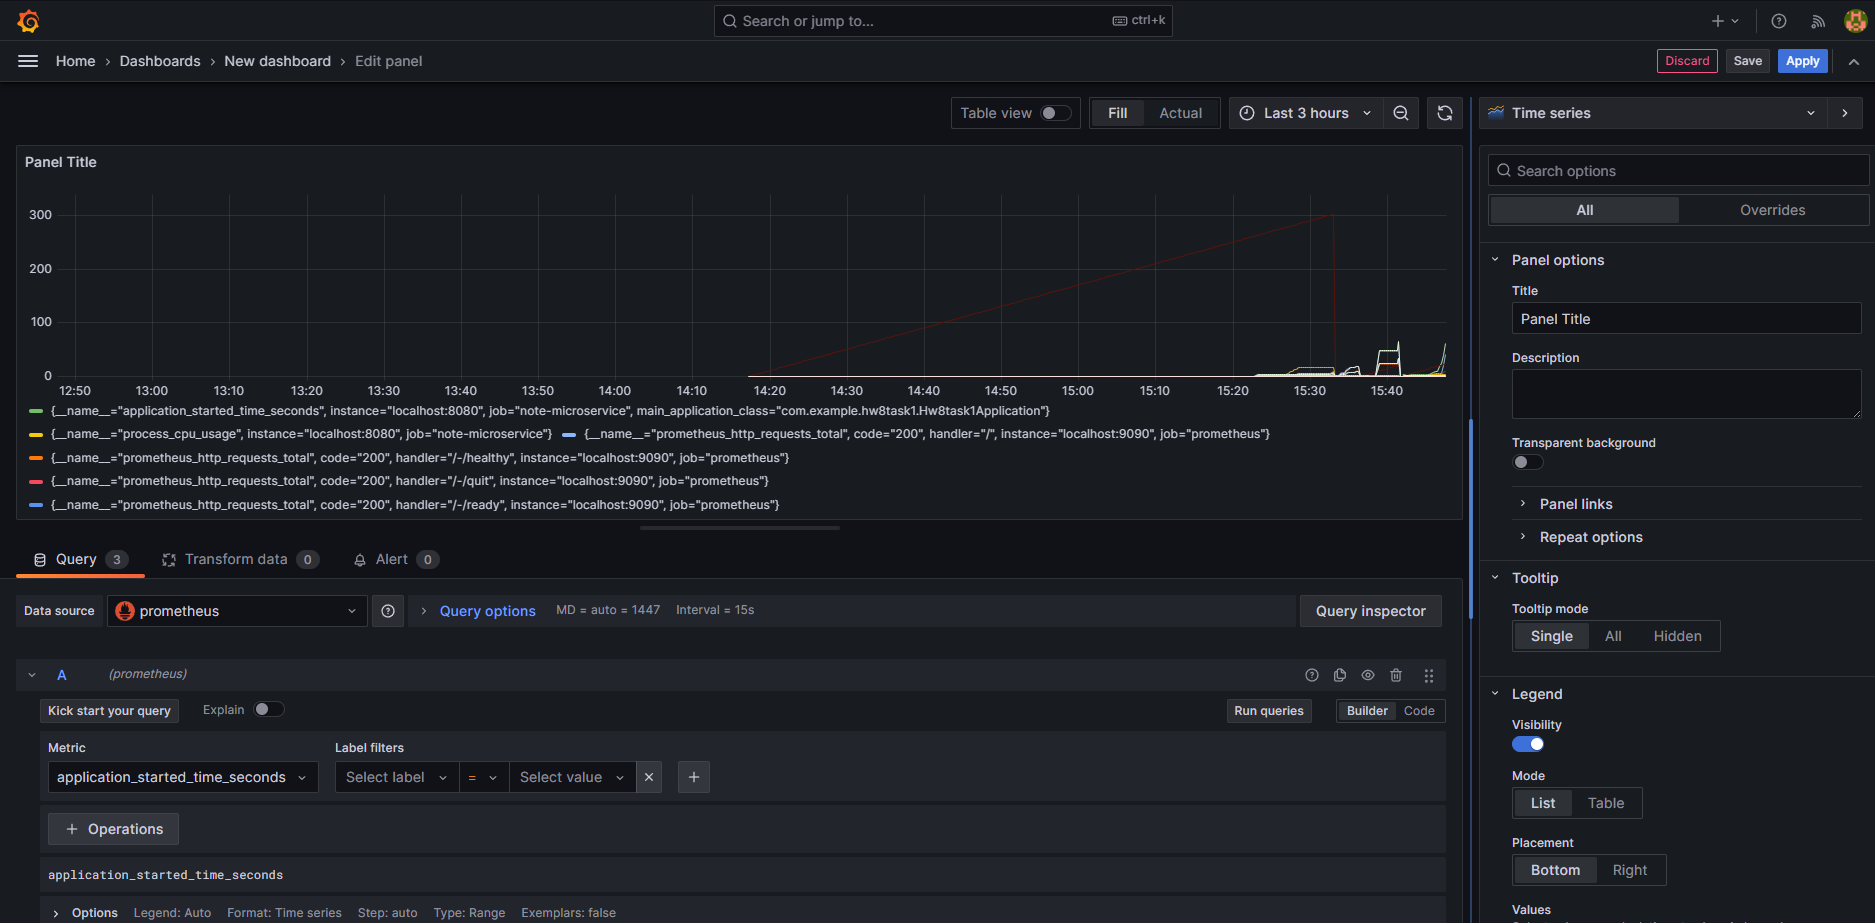 Search or jump to... ctrl+k
Home › Dashboards › New dashboard › Edit panel Discard Save Apply
Table view Fill Actual Last 3 hours Time series
Panel Title
Search options
All Overrides
300
200
100
0
12:50 13:00 13:10 13:20 13:30 13:40 13:50 14:00 14:10 14:20 14:30 14:40 14:50 15:00 15:10 15:20 15:30 15:40
{__name__="application_started_time_seconds", instance="localhost:8080", job="note-microservice", main_application_class="com.example.hw8task1.Hw8task1Application"}
{__name__="process_cpu_usage", instance="localhost:8080", job="note-microservice"} {__name__="prometheus_http_requests_total", code="200", handler="/", instance="localhost:9090", job="prometheus"}
{__name__="prometheus_http_requests_total", code="200", handler="/-/healthy", instance="localhost:9090", job="prometheus"}
{__name__="prometheus_http_requests_total", code="200", handler="/-/quit", instance="localhost:9090", job="prometheus"}
{__name__="prometheus_http_requests_total", code="200", handler="/-/ready", instance="localhost:9090", job="prometheus"}
Query 3 Transform data 0 Alert 0
Data source prometheus Query options MD = auto = 1447 Interval = 15s Query inspector
A (prometheus)
Kick start your query Explain Run queries Builder Code
Metric Label filters
application_started_time_seconds Select label = Select value
+ Operations
application_started_time_seconds
Options Legend: Auto Format: Time series Step: auto Type: Range Exemplars: false
Panel options
Title
Panel Title
Description
Transparent background
Panel links
Repeat options
Tooltip
Tooltip mode
Single All Hidden
Legend
Visibility
Mode
List Table
Placement
Bottom Right
Values